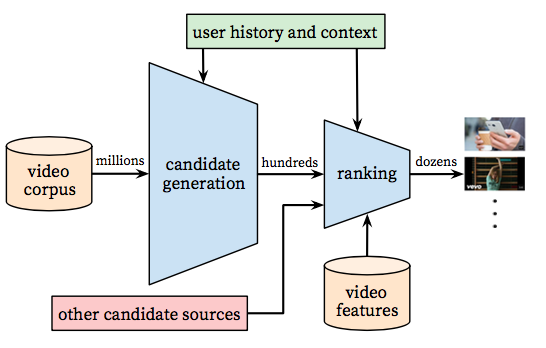 user history and context
video
corpus
millions
candidate
generation
hundreds
ranking
dozens
vevo
other candidate sources
video
features